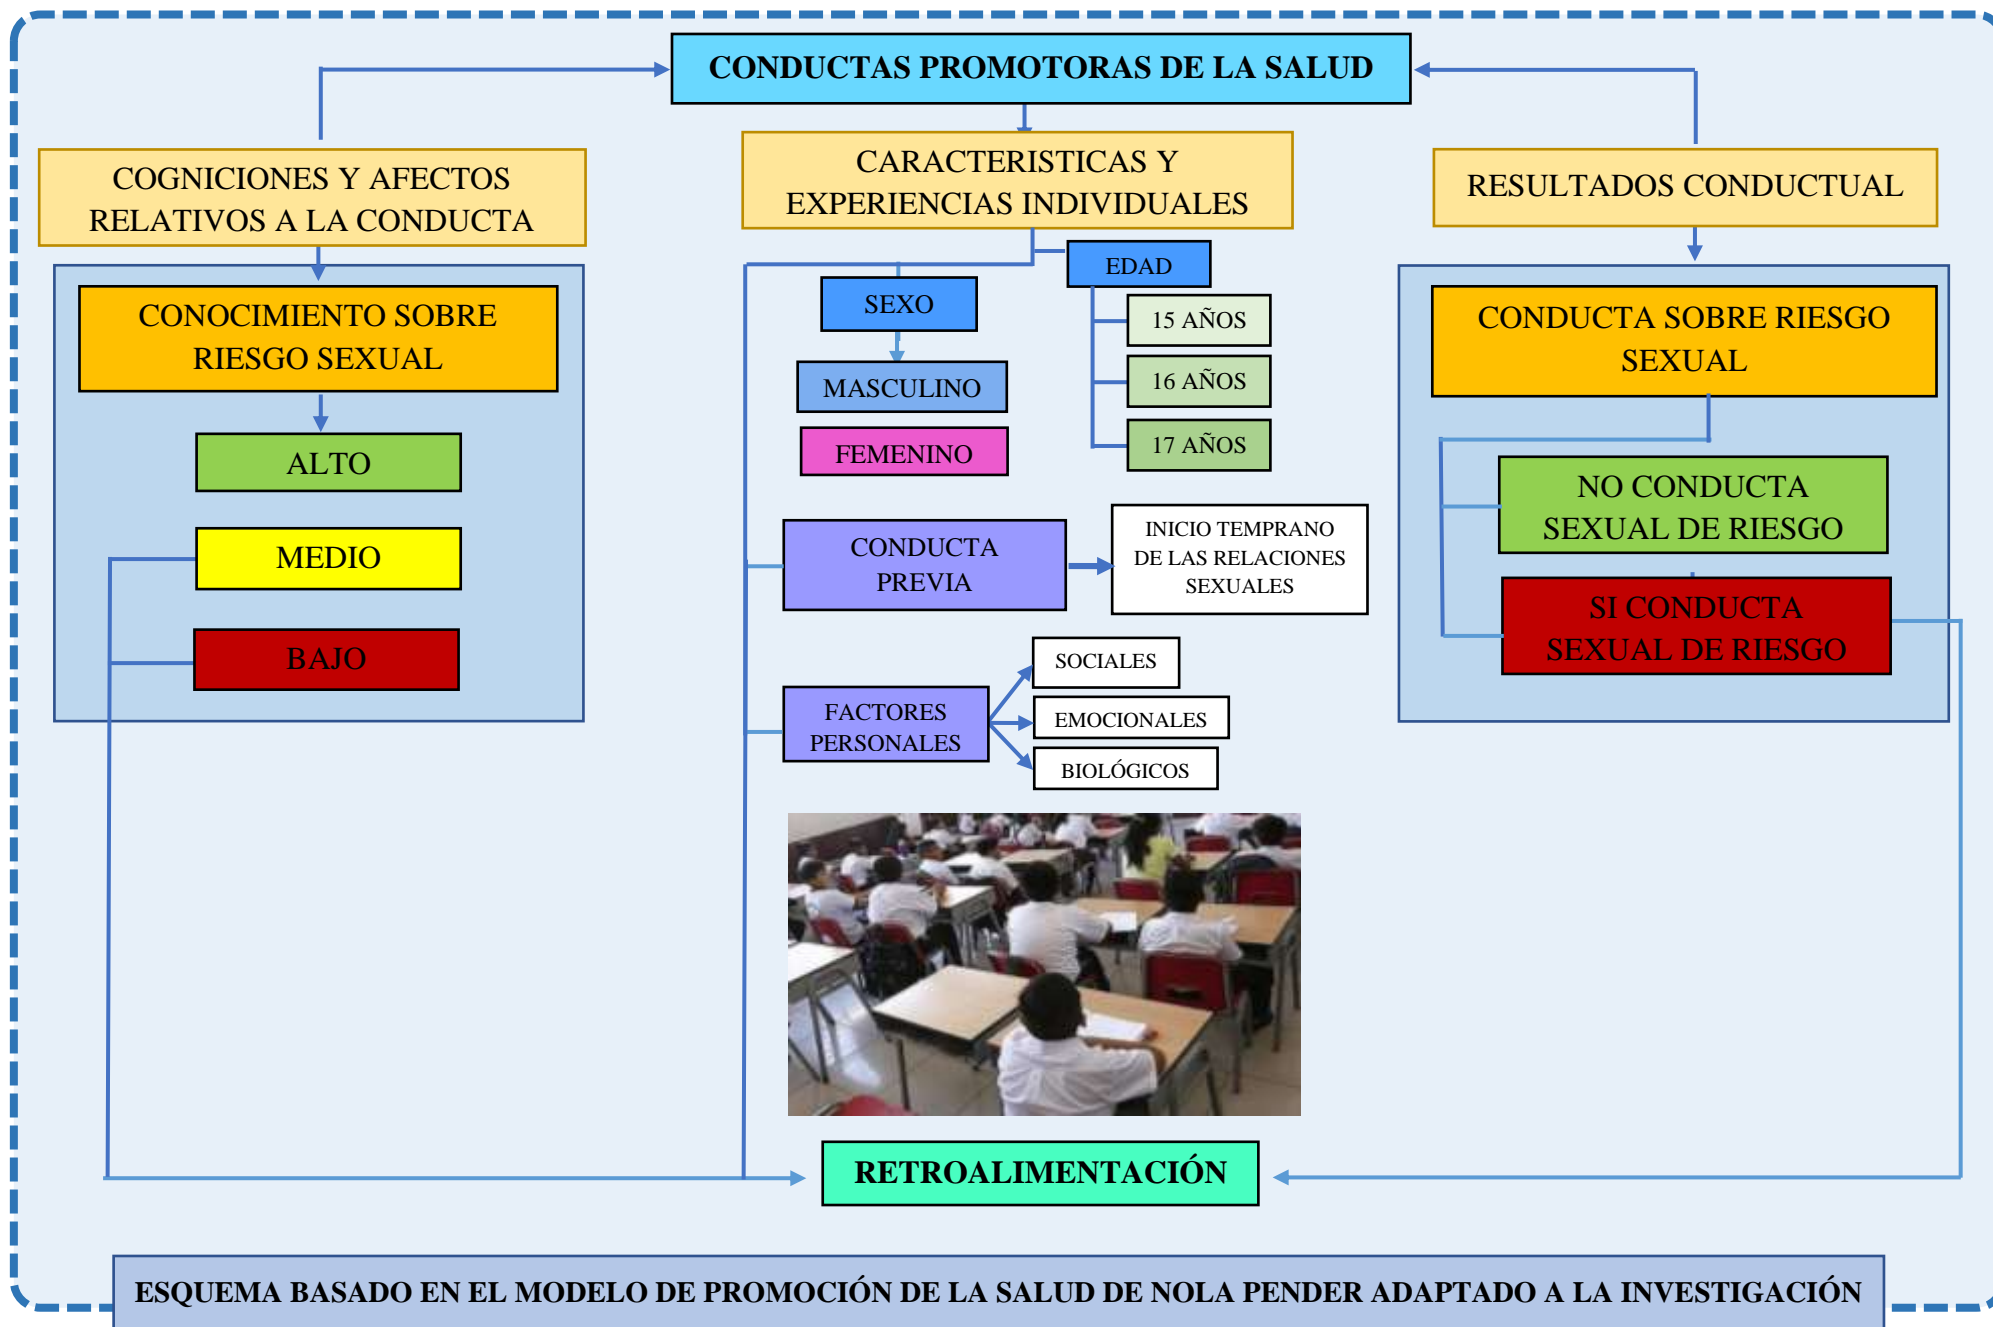 CONDUCTAS PROMOTORAS DE LA SALUD
COGNICIONES Y AFECTOS
RELATIVOS A LA CONDUCTA
CONOCIMIENTO SOBRE
RIESGO SEXUAL
ALTO
MEDIO
BAJO
CARACTERISTICAS Y
EXPERIENCIAS INDIVIDUALES
EDAD
SEXO
15 AÑOS
MASCULINO
16 AÑOS
FEMENINO
17 AÑOS
CONDUCTA
PREVIA
INICIO TEMPRANO
DE LAS RELACIONES
SEXUALES
FACTORES
PERSONALES
SOCIALES
EMOCIONALES
BIOLÓGICOS
RESULTADOS CONDUCTUAL
CONDUCTA SOBRE RIESGO
SEXUAL
NO CONDUCTA
SEXUAL DE RIESGO
SI CONDUCTA
SEXUAL DE RIESGO
RETROALIMENTACIÓN
ESQUEMA BASADO EN EL MODELO DE PROMOCIÓN DE LA SALUD DE NOLA PENDER ADAPTADO A LA INVESTIGACIÓN